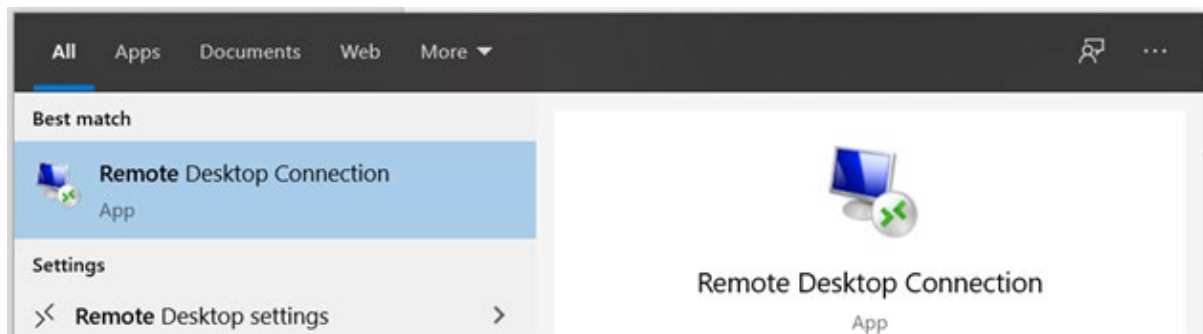 All Apps Documents Web More
Best match
Remote Desktop Connection
App
Settings
Remote Desktop settings
Remote Desktop Connection
App